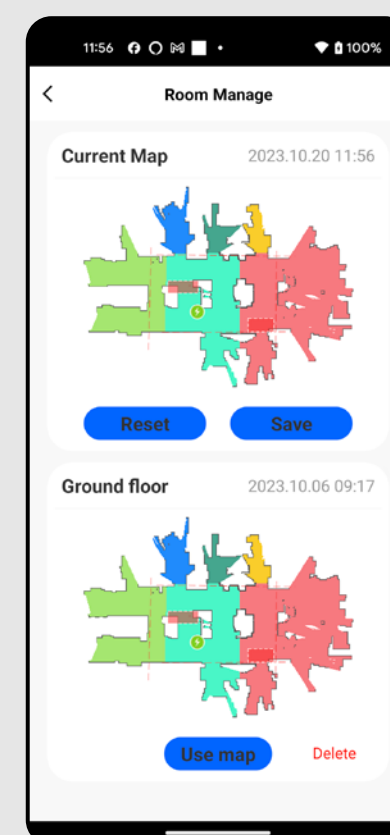 11:56 100%
Room Manage
Current Map 2023.10.20 11:56
Reset Save
Ground floor 2023.10.06 09:17
Use map Delete